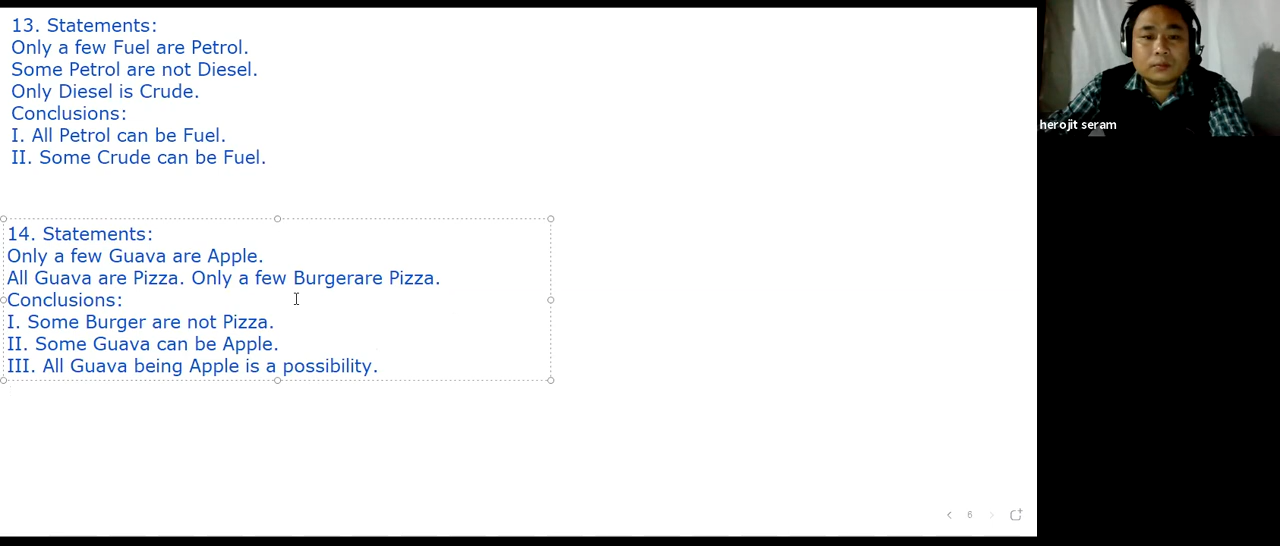 13. Statements:
Only a few Fuel are Petrol.
Some Petrol are not Diesel.
Only Diesel is Crude.
Conclusions:
I. All Petrol can be Fuel.
II. Some Crude can be Fuel.
14. Statements:
Only a few Guava are Apple.
All Guava are Pizza. Only a few Burgerare Pizza.
Conclusions:
I. Some Burger are not Pizza.
II. Some Guava can be Apple.
III. All Guava being Apple is a possibility.
6
herojit seram